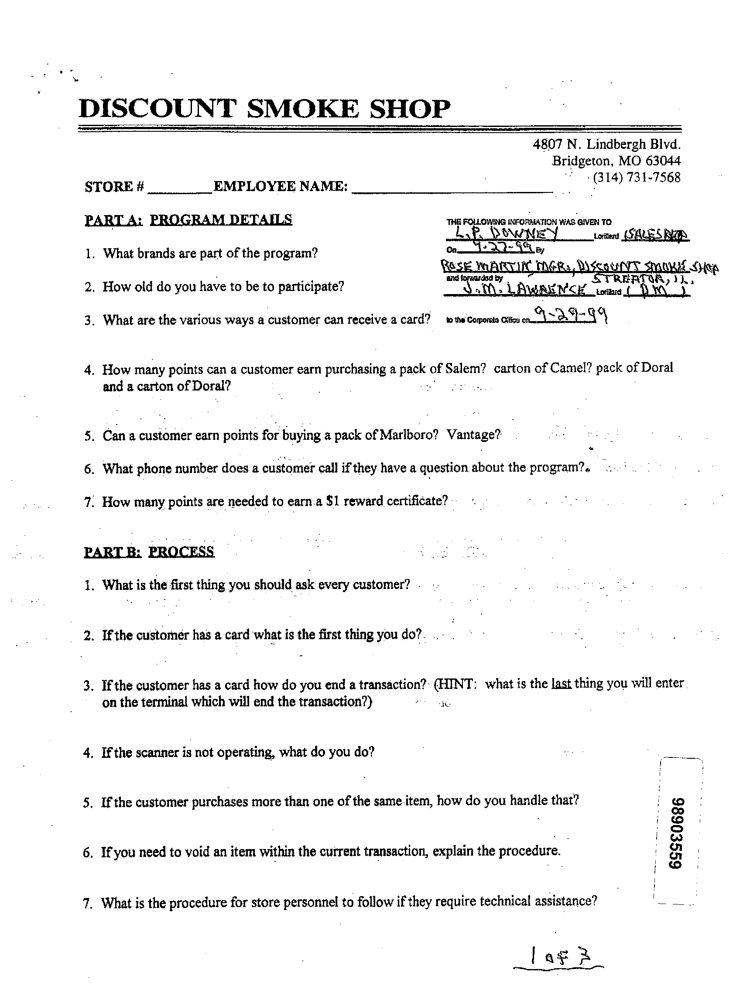 DISCOUNT SMOKE SHOP
4807 N. Lindbergh Blvd.
Bridgeton, MO 63044
(314) 731-7568
STORE # ________ EMPLOYEE NAME: ________________________
PART A: PROGRAM DETAILS
THE FOLLOWING INFORMATION WAS GIVEN TO
L.P. DOWNEY Lorillard (SALES REP)
On 9-27-99 By
ROSE MARTIN MGR., DISCOUNT SMOKE SHOP
STREATOR, IL.
and forwarded by
J.M. LAWRENCE Lorillard (DM)
to the Corporate Office on 9-29-99
1. What brands are part of the program?
2. How old do you have to be to participate?
3. What are the various ways a customer can receive a card?
4. How many points can a customer earn purchasing a pack of Salem? carton of Camel? pack of Doral
and a carton of Doral?
5. Can a customer earn points for buying a pack of Marlboro? Vantage?
6. What phone number does a customer call if they have a question about the program?
7. How many points are needed to earn a $1 reward certificate?
PART B: PROCESS
1. What is the first thing you should ask every customer?
2. If the customer has a card what is the first thing you do?
3. If the customer has a card how do you end a transaction? (HINT: what is the last thing you will enter
on the terminal which will end the transaction?)
4. If the scanner is not operating, what do you do?
5. If the customer purchases more than one of the same item, how do you handle that?
6. If you need to void an item within the current transaction, explain the procedure.
7. What is the procedure for store personnel to follow if they require technical assistance?
98903559
1 of 3